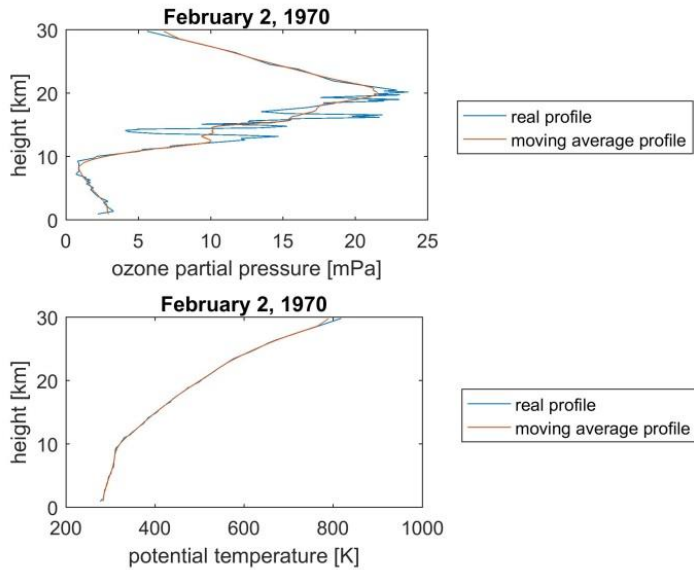 February 2, 1970
30
20
10
0
height [km]
0 5 10 15 20 25
ozone partial pressure [mPa]
real profile
moving average profile
February 2, 1970
30
20
10
0
height [km]
200 400 600 800 1000
potential temperature [K]
real profile
moving average profile